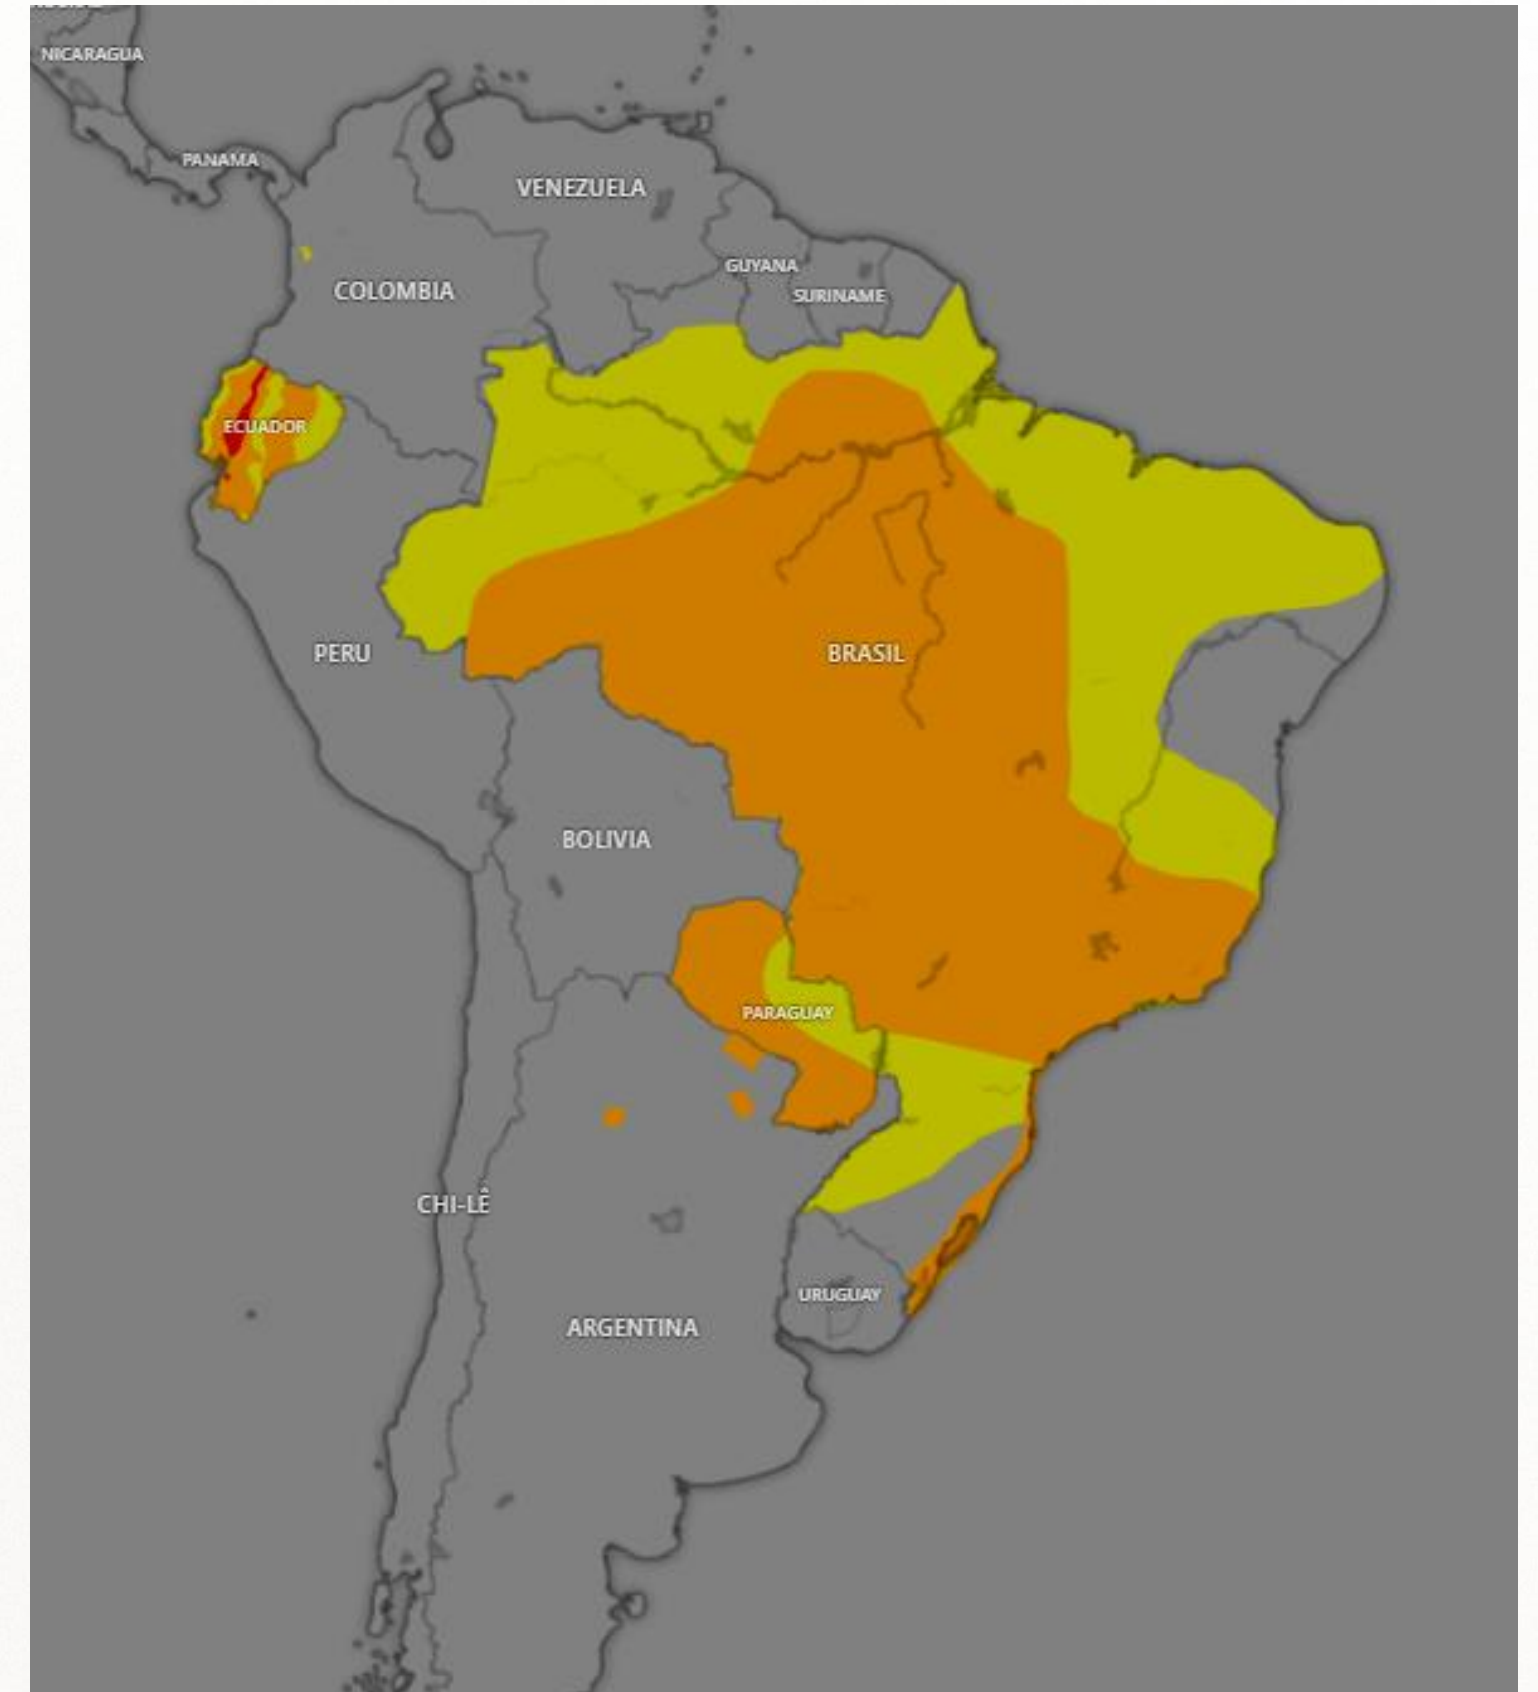 NICARAGUA
PANAMA
VENEZUELA
GUYANA
COLOMBIA
SURINAME
ECUADOR
PERU
BRASIL
BOLIVIA
PARAGUAY
CHI-LÊ
URUGUAY
ARGENTINA